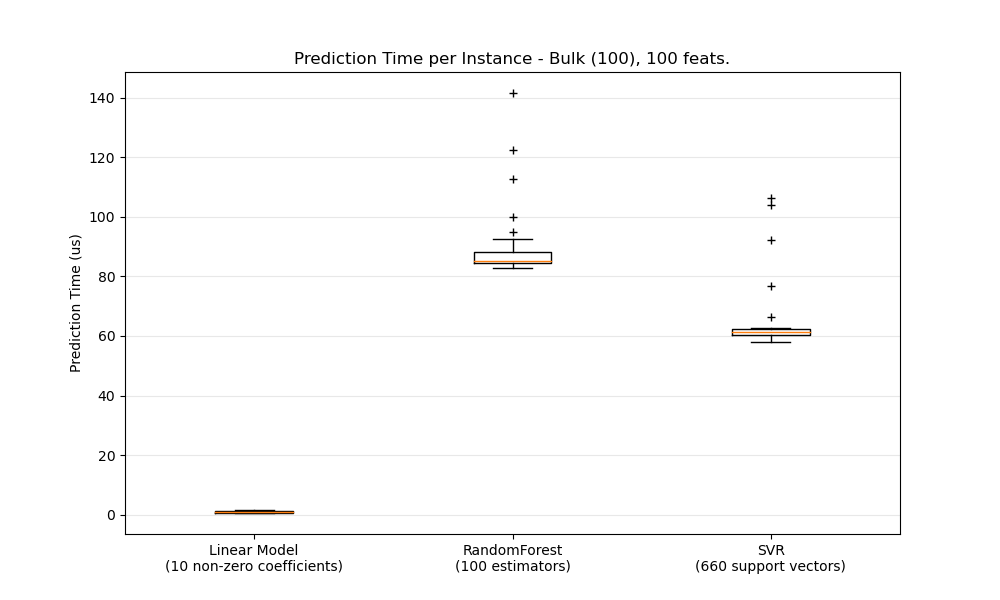 Prediction Time per Instance - Bulk (100), 100 feats.
Prediction Time (us)
140
120
100
80
60
40
20
0
Linear Model
(10 non-zero coefficients)
RandomForest
(100 estimators)
SVR
(660 support vectors)